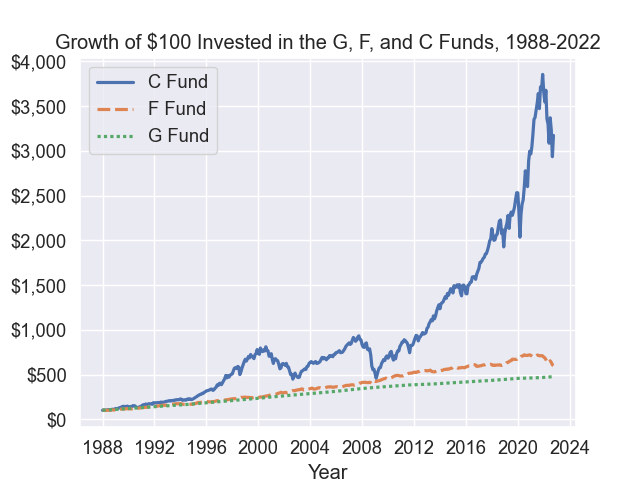 Growth of $100 Invested in the G, F, and C Funds, 1988-2022
$4,000
$3,500
$3,000
$2,500
$2,000
$1,500
$1,000
$500
$0
C Fund
F Fund
G Fund
1988 1992 1996 2000 2004 2008 2012 2016 2020 2024
Year